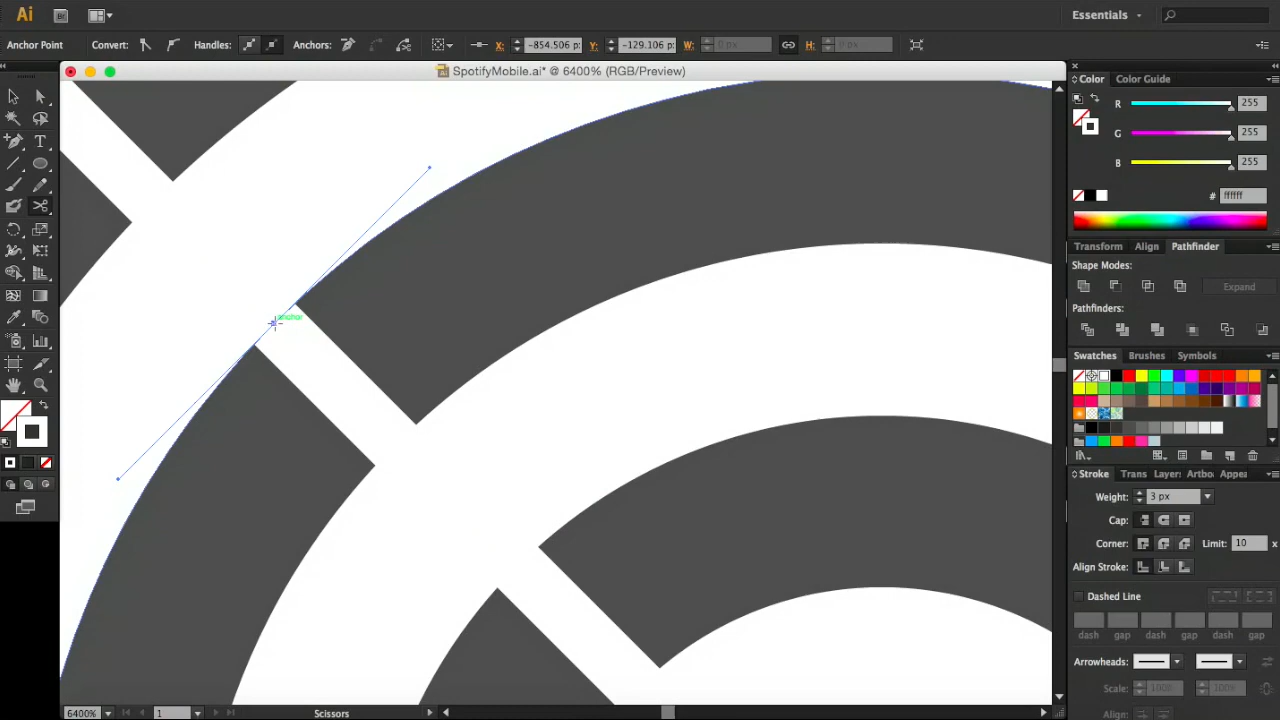 Ai
Br
Essentials
Anchor Point
Convert:
Handles:
Anchors:
X:
-854.506 p:
Y:
-129.106 p:
W:
0 px
H:
0 px
SpotifyMobile.ai* @ 6400% (RGB/Preview)
Color
Color Guide
R
255
G
255
B
255
#
ffffff
Transform
Align
Pathfinder
Shape Modes:
Expand
Pathfinders:
anchor
Swatches
Brushes
Symbols
Stroke
Trans
Layer:
Artbo
Appea
Weight:
3 px
Cap:
Corner:
Limit:
10
x
Align Stroke:
Dashed Line
dash
gap
dash
gap
dash
gap
Arrowheads:
Scale:
100%
100%
Align:
6400%
1
Scissors